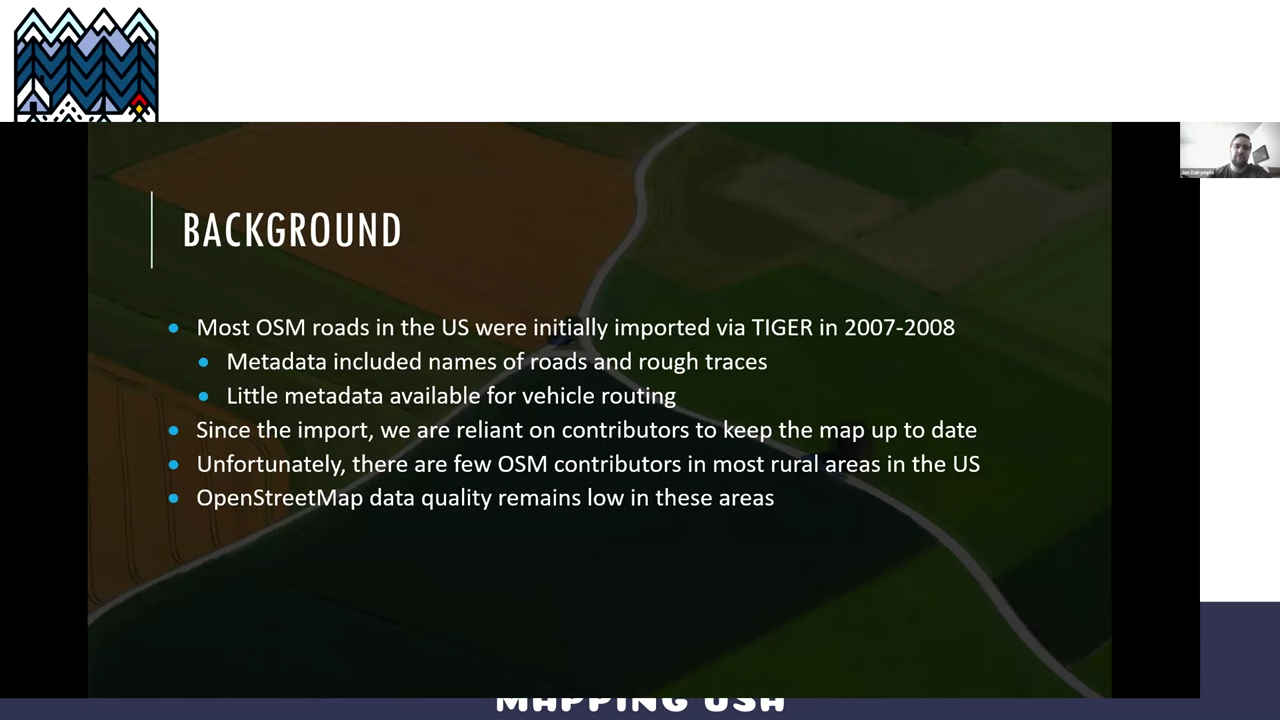 BACKGROUND
Most OSM roads in the US were initially imported via TIGER in 2007-2008
Metadata included names of roads and rough traces
Little metadata available for vehicle routing
Since the import, we are reliant on contributors to keep the map up to date
Unfortunately, there are few OSM contributors in most rural areas in the US
OpenStreetMap data quality remains low in these areas
Jon Dalrymple
MAPPING USA